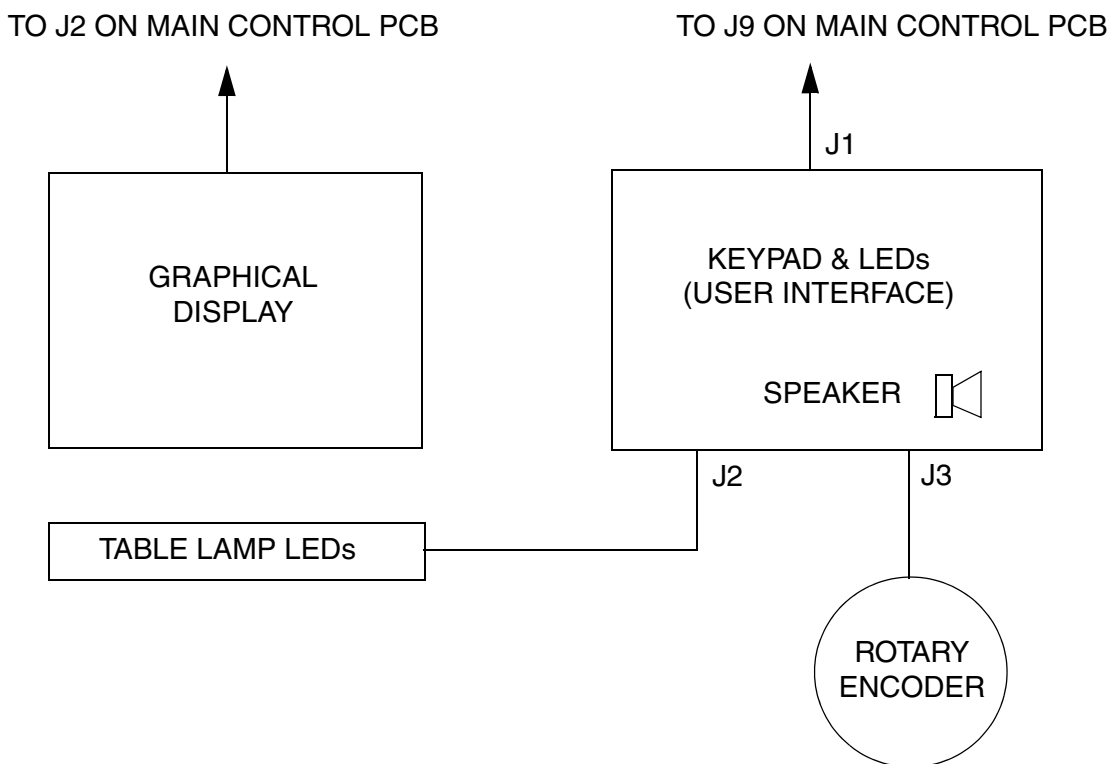 TO J2 ON MAIN CONTROL PCB
TO J9 ON MAIN CONTROL PCB
J1
GRAPHICAL
DISPLAY
KEYPAD & LEDs
(USER INTERFACE)
SPEAKER
J2
J3
TABLE LAMP LEDs
ROTARY
ENCODER